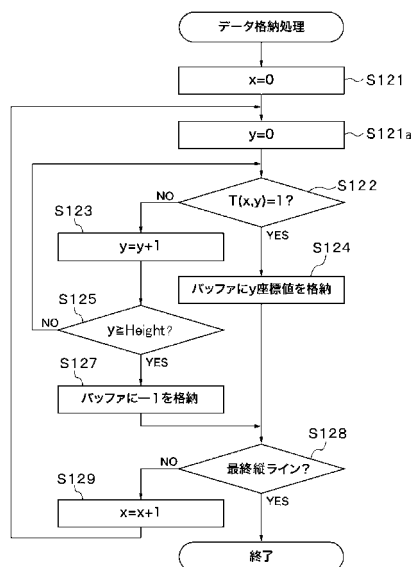 データ格納処理
x=0
S121
y=0
S121a
T(x,y)=1?
S122
NO
YES
S123
y=y+1
S124
バッファにy座標値を格納
S125
y≧Height?
NO
YES
S127
バッファに－1を格納
S128
最終縦ライン?
NO
YES
S129
x=x+1
終了